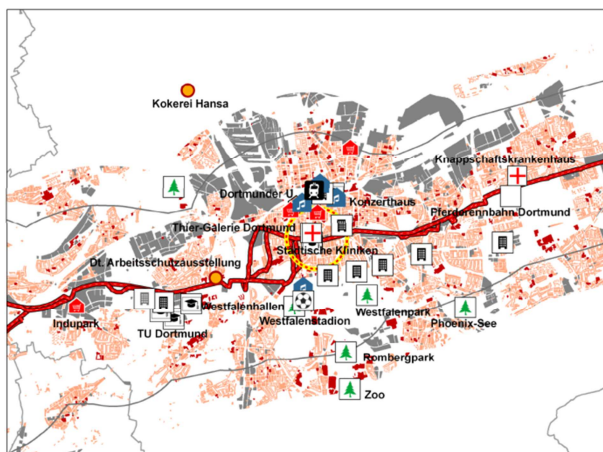 Kokerei Hansa
Knappschaftskrankenhaus
Dortmunder U
Konzerthaus
Pferderennbahn Dortmund
Thier-Galerie Dortmund
Städtische Kliniken
Dt. Arbeitsschutzausstellung
Westfalenhallen
Westfalenpark
Indupark
TU Dortmund
Westfalenstadion
Phoenix-See
Rombergpark
Zoo